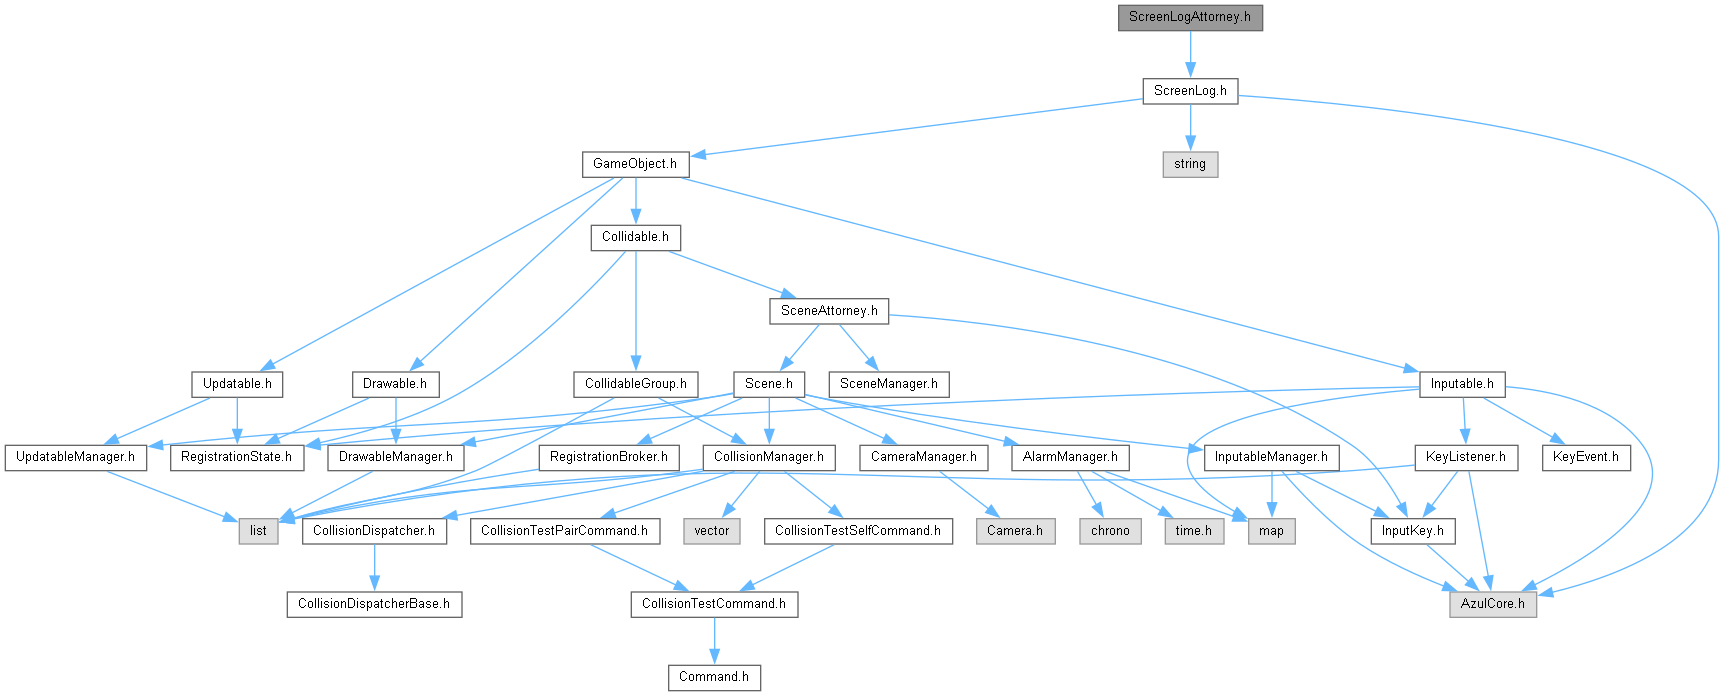 ScreenLogAttorney.h
ScreenLog.h
GameObject.h
string
Collidable.h
SceneAttorney.h
Updatable.h
Drawable.h
CollidableGroup.h
Scene.h
SceneManager.h
Inputable.h
UpdatableManager.h
RegistrationState.h
DrawableManager.h
RegistrationBroker.h
CollisionManager.h
CameraManager.h
AlarmManager.h
InputableManager.h
KeyListener.h
KeyEvent.h
list
CollisionDispatcher.h
CollisionTestPairCommand.h
vector
CollisionTestSelfCommand.h
Camera.h
chrono
time.h
map
InputKey.h
CollisionDispatcherBase.h
CollisionTestCommand.h
AzulCore.h
Command.h